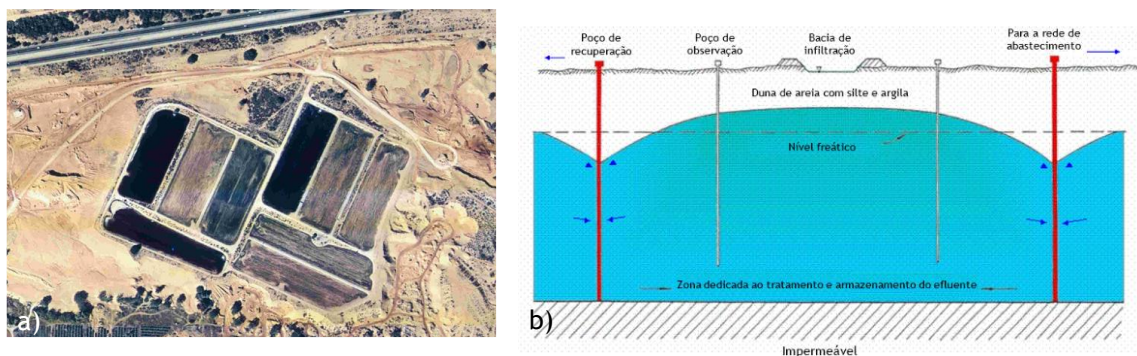 a)
Poço de
recuperação
Poço de
observação
Bacia de
infiltração
Para a rede de
abastecimento
Duna de areia com silte e argila
Nível freático
Zona dedicada ao tratamento e armazenamento do efluente
b)
Impermeável